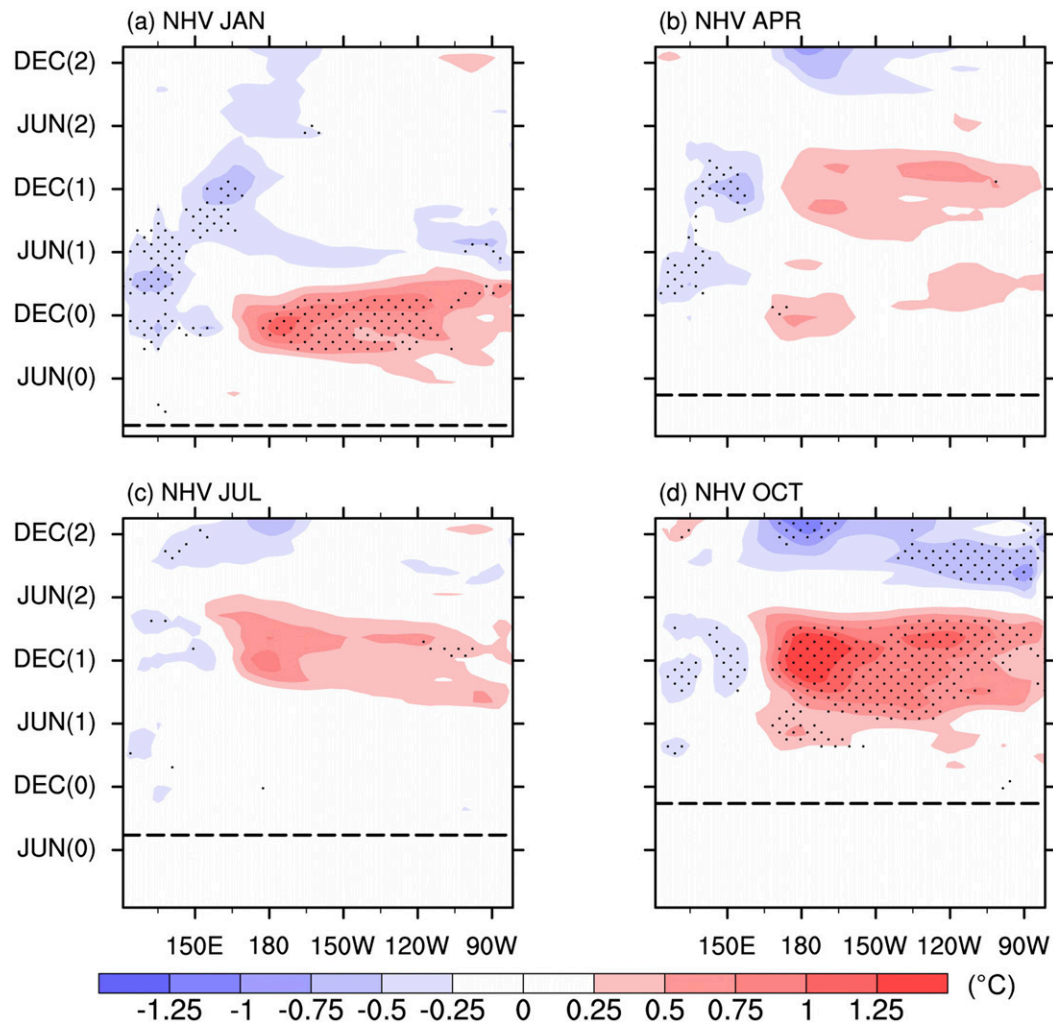 (a) NHV JAN
(b) NHV APR
DEC(2)
JUN(2)
DEC(1)
JUN(1)
DEC(0)
JUN(0)
(c) NHV JUL
(d) NHV OCT
DEC(2)
JUN(2)
DEC(1)
JUN(1)
DEC(0)
JUN(0)
150E 180 150W 120W 90W 150E 180 150W 120W 90W
(°C)
-1.25 -1 -0.75 -0.5 -0.25 0 0.25 0.5 0.75 1 1.25